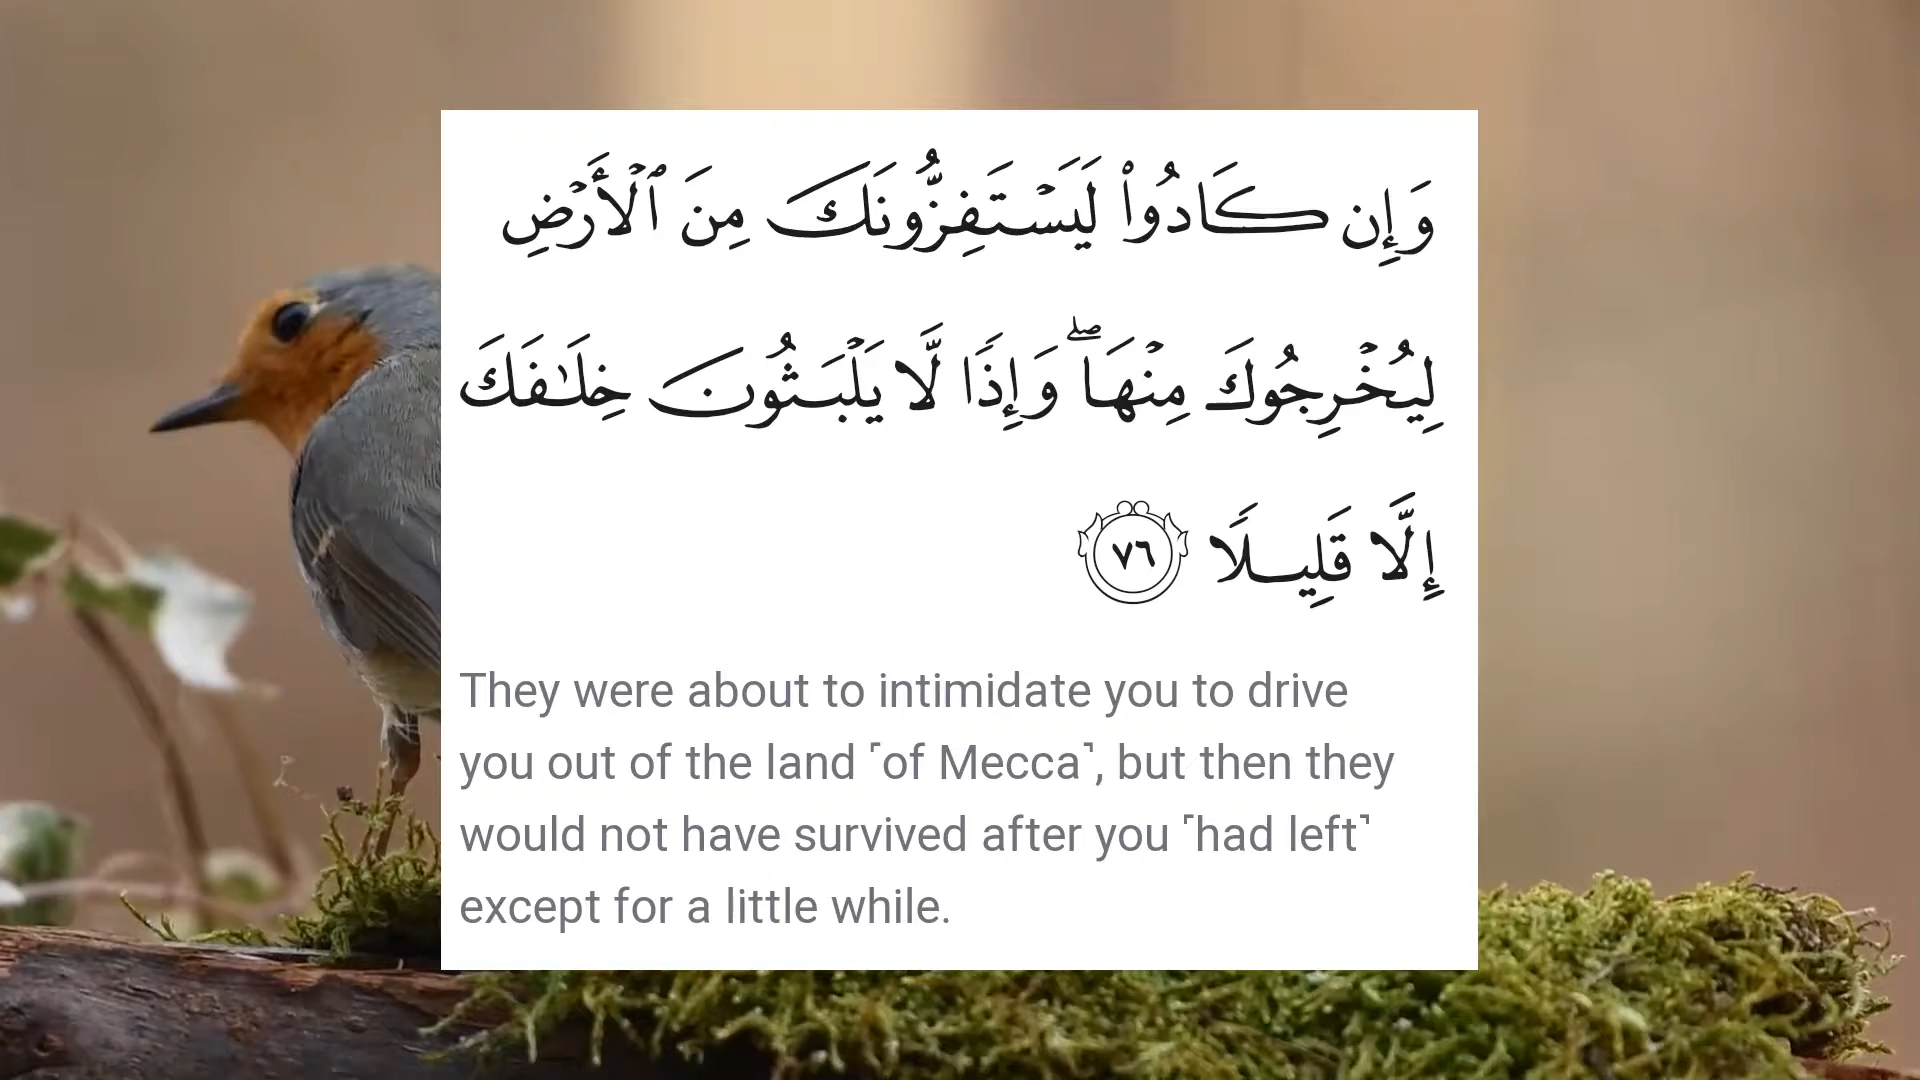 وَإِن كَادُوا۟ لَيَسْتَفِزُّونَكَ مِنَ ٱلْأَرْضِ
لِيُخْرِجُوكَ مِنْهَا ۖ وَإِذًا لَّا يَلْبَثُونَ خِلَـٰفَكَ
إِلَّا قَلِيلًا ٧٦
They were about to intimidate you to drive
you out of the land ˹of Mecca˺, but then they
would not have survived after you ˹had left˺
except for a little while.